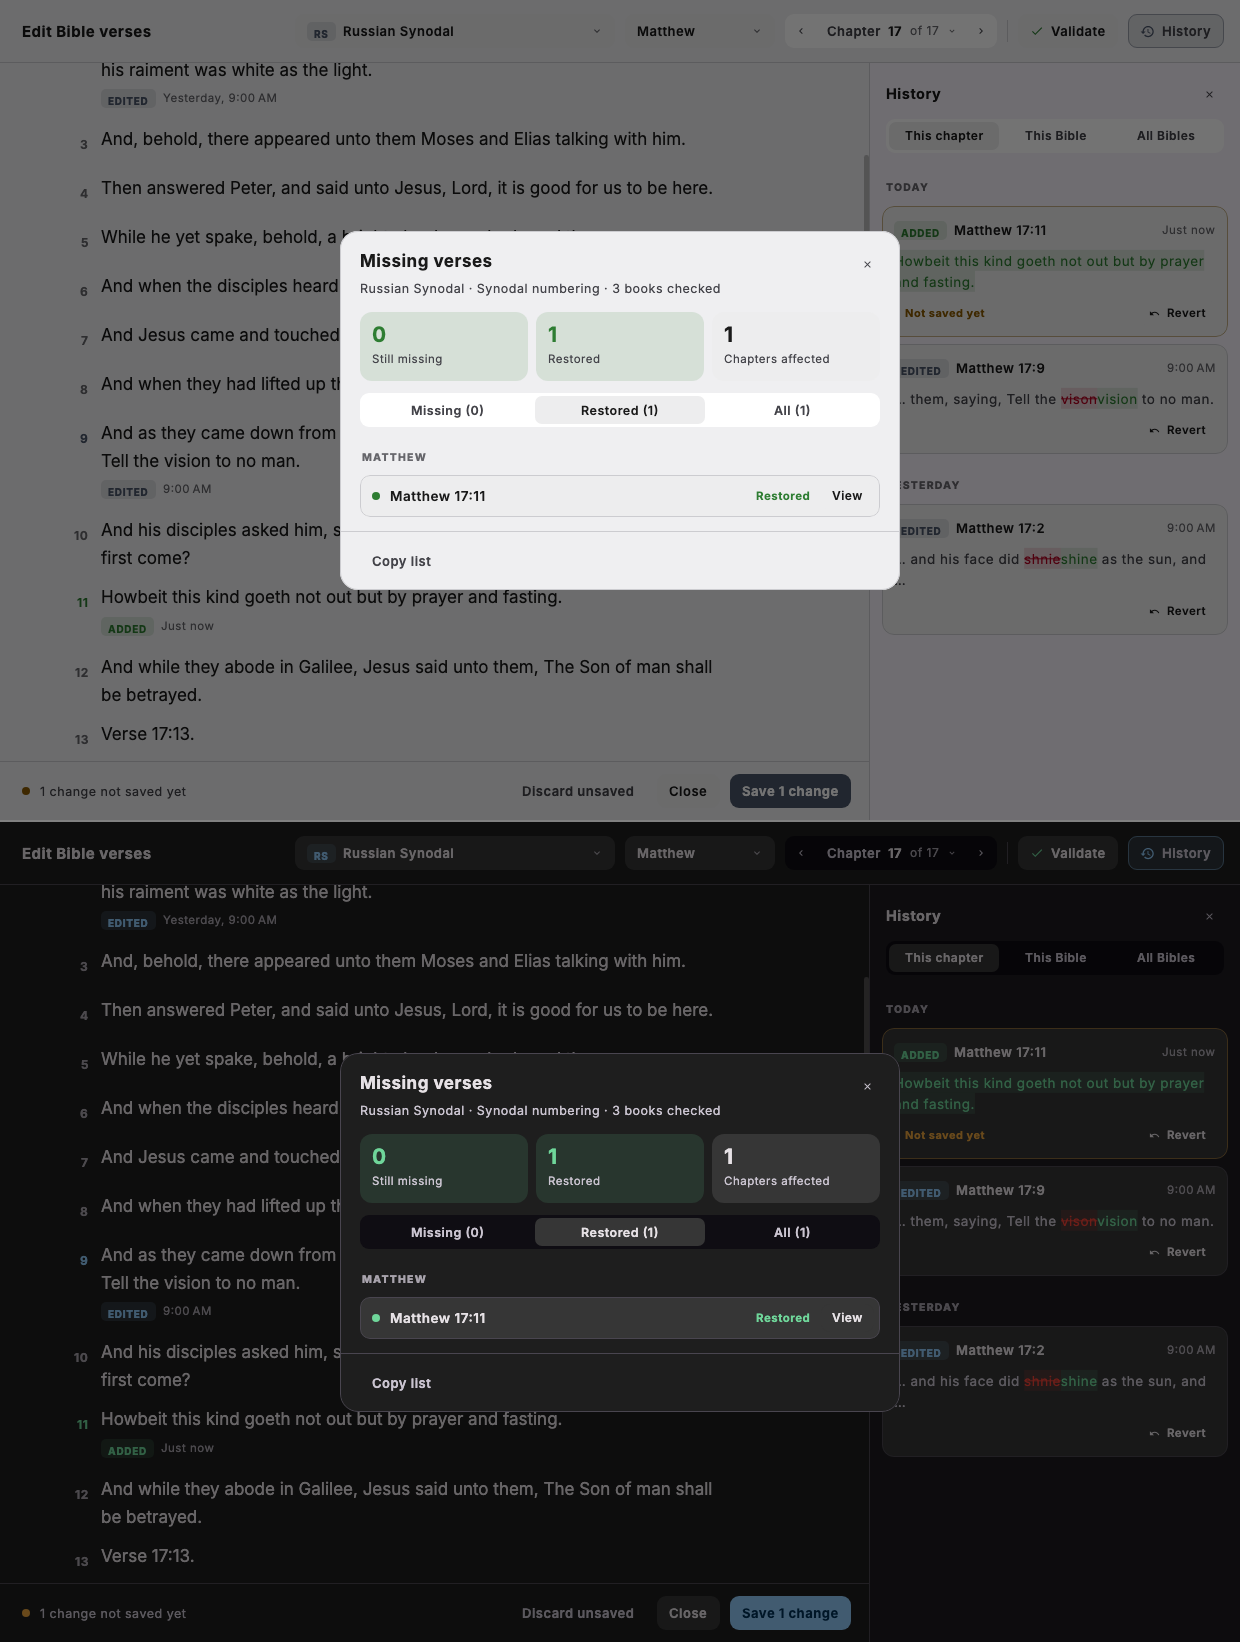 Edit Bible verses
RS Russian Synodal
Matthew
Chapter 17 of 17
Validate
History
his raiment was white as the light.
EDITED Yesterday, 9:00 AM
3 And, behold, there appeared unto them Moses and Elias talking with him.
4 Then answered Peter, and said unto Jesus, Lord, it is good for us to be here.
5 While he yet spake, behold, a
6 And when the disciples heard
7 And Jesus came and touched
8 And when they had lifted up
9 And as they came down from
Tell the vision to no man.
EDITED 9:00 AM
10 And his disciples asked him,
first come?
11 Howbeit this kind goeth not out but by prayer and fasting.
ADDED Just now
12 And while they abode in Galilee, Jesus said unto them, The Son of man shall
be betrayed.
13 Verse 17:13.
1 change not saved yet
Discard unsaved
Close
Save 1 change
Missing verses
Russian Synodal · Synodal numbering · 3 books checked
0
Still missing
1
Restored
1
Chapters affected
Missing (0)
Restored (1)
All (1)
MATTHEW
Matthew 17:11 Restored View
Copy list
History
This chapter
This Bible
All Bibles
TODAY
ADDED Matthew 17:11 Just now
Howbeit this kind goeth not out but by prayer
and fasting.
Not saved yet Revert
EDITED Matthew 17:9 9:00 AM
them, saying, Tell the visonvision to no man.
Revert
YESTERDAY
EDITED Matthew 17:2 9:00 AM
and his face did shnieshine as the sun, and
...
Revert
Edit Bible verses
RS Russian Synodal
Matthew
Chapter 17 of 17
Validate
History
his raiment was white as the light.
EDITED Yesterday, 9:00 AM
3 And, behold, there appeared unto them Moses and Elias talking with him.
4 Then answered Peter, and said unto Jesus, Lord, it is good for us to be here.
5 While he yet spake, behold, a
6 And when the disciples heard
7 And Jesus came and touched
8 And when they had lifted up
9 And as they came down from
Tell the vision to no man.
EDITED 9:00 AM
10 And his disciples asked him,
first come?
11 Howbeit this kind goeth not out but by prayer and fasting.
ADDED Just now
12 And while they abode in Galilee, Jesus said unto them, The Son of man shall
be betrayed.
13 Verse 17:13.
1 change not saved yet
Discard unsaved
Close
Save 1 change
Missing verses
Russian Synodal · Synodal numbering · 3 books checked
0
Still missing
1
Restored
1
Chapters affected
Missing (0)
Restored (1)
All (1)
MATTHEW
Matthew 17:11 Restored View
Copy list
History
This chapter
This Bible
All Bibles
TODAY
ADDED Matthew 17:11 Just now
Howbeit this kind goeth not out but by prayer
and fasting.
Not saved yet Revert
EDITED Matthew 17:9 9:00 AM
them, saying, Tell the visonvision to no man.
Revert
YESTERDAY
EDITED Matthew 17:2 9:00 AM
and his face did shnieshine as the sun, and
...
Revert